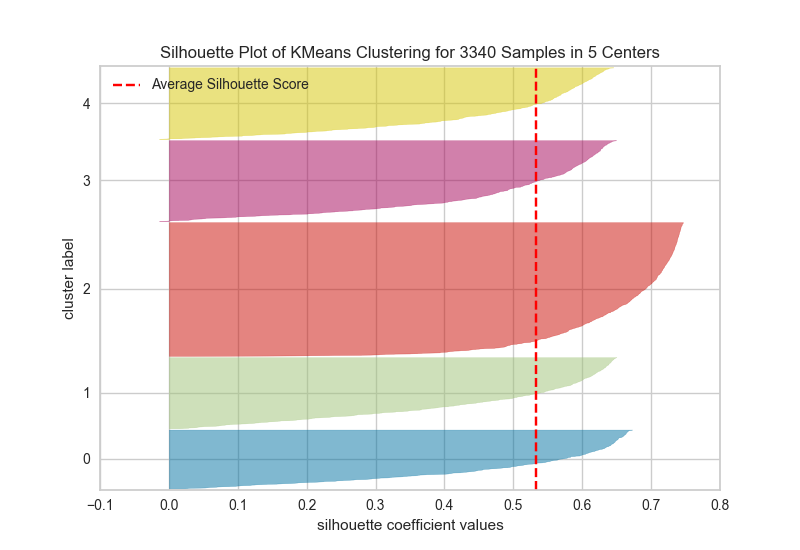 Silhouette Plot of KMeans Clustering for 3340 Samples in 5 Centers
Average Silhouette Score
4
3
2
1
0
cluster label
−0.1 0.0 0.1 0.2 0.3 0.4 0.5 0.6 0.7 0.8
silhouette coefficient values